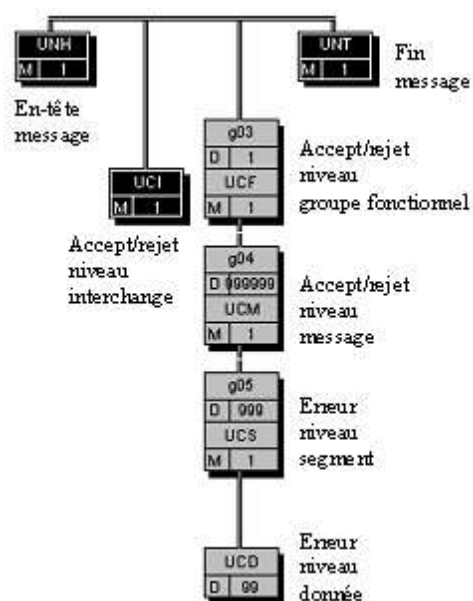 UNH
M 1
En-tête
message
UNT
M 1
Fin
message
UCI
M 1
Accept/rejet
niveau
interchange
g03
D 1
UCF
M 1
Accept/rejet
niveau
groupe fonctionnel
g04
D 999999
UCM
M 1
Accept/rejet
niveau
message
g05
D 999
UCS
M 1
Erreur
niveau
segment
UCD
D 99
Erreur
niveau
donnée